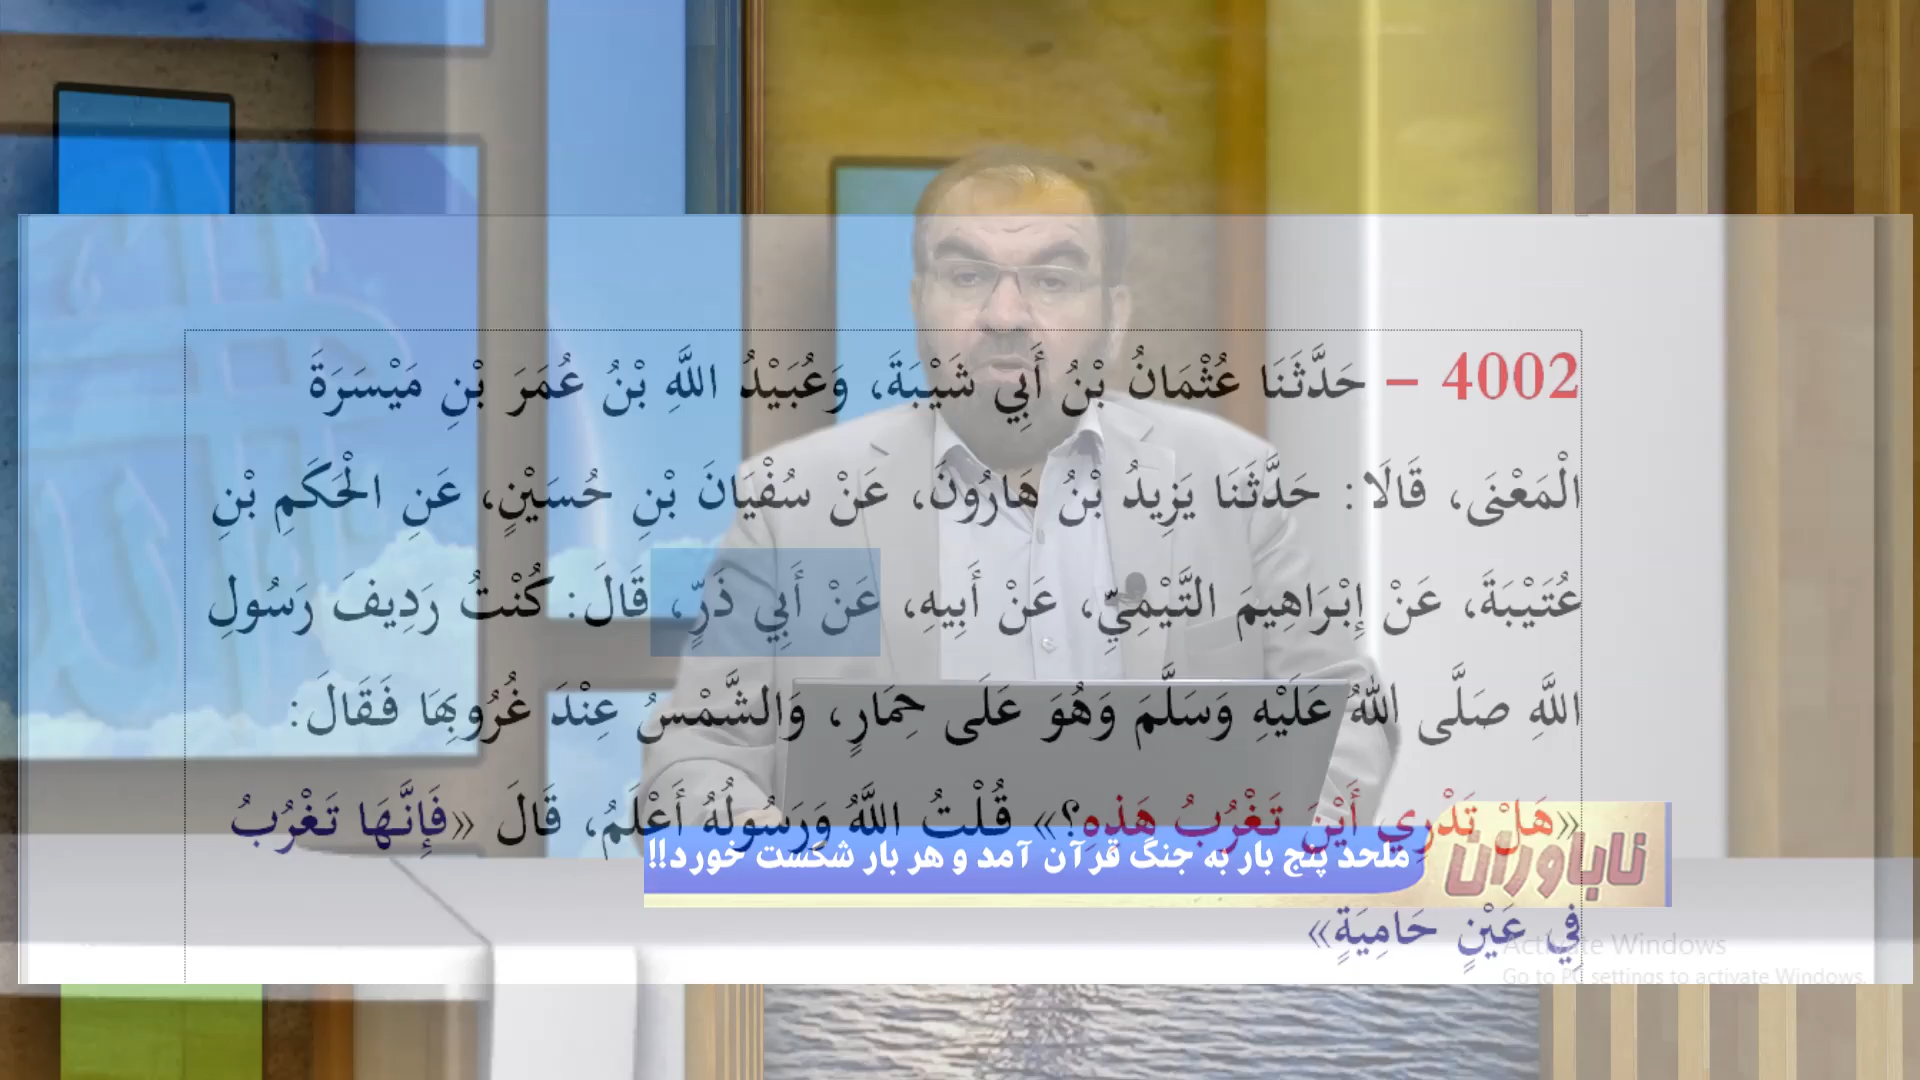 4002 - حَدَّثَنَا عُثْمَانُ بْنُ أَبِي شَيْبَةَ، وَعُبَيْدُ اللَّهِ بْنُ عُمَرَ بْنِ مَيْسَرَةَ
الْمَعْنَى، قَالَا: حَدَّثَنَا يَزِيدُ بْنُ هَارُونَ، عَنْ سُفْيَانَ بْنِ حُسَيْنٍ، عَنِ الْحَكَمِ بْنِ
عُتَيْبَةَ، عَنْ إِبْرَاهِيمَ التَّيْمِيِّ، عَنْ أَبِيهِ، عَنْ أَبِي ذَرٍّ، قَالَ: كُنْتُ رَدِيفَ رَسُولِ
اللَّهِ صَلَّى اللهُ عَلَيْهِ وَسَلَّمَ وَهُوَ عَلَى حِمَارٍ، وَالشَّمْسُ عِنْدَ غُرُوبِهَا فَقَالَ:
«هَلْ تَدْرِي أَيْنَ تَغْرُبُ هَذِهِ؟» قُلْتُ اللَّهُ وَرَسُولُهُ أَعْلَمُ، قَالَ «فَإِنَّهَا تَغْرُبُ
ناباوران
ملحد پنج بار به جنگ قرآن آمد و هر بار شکست خورد!!
فِي عَيْنٍ حَامِيَةٍ»
Activate Windows
Go to PC settings to activate Windows.